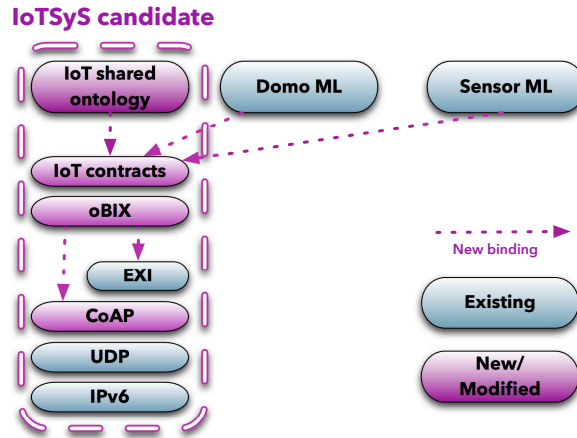 IoTSyS candidate
IoT shared
ontology
Domo ML
Sensor ML
IoT contracts
oBIX
New binding
EXI
Existing
CoAP
UDP
New/
Modified
IPv6